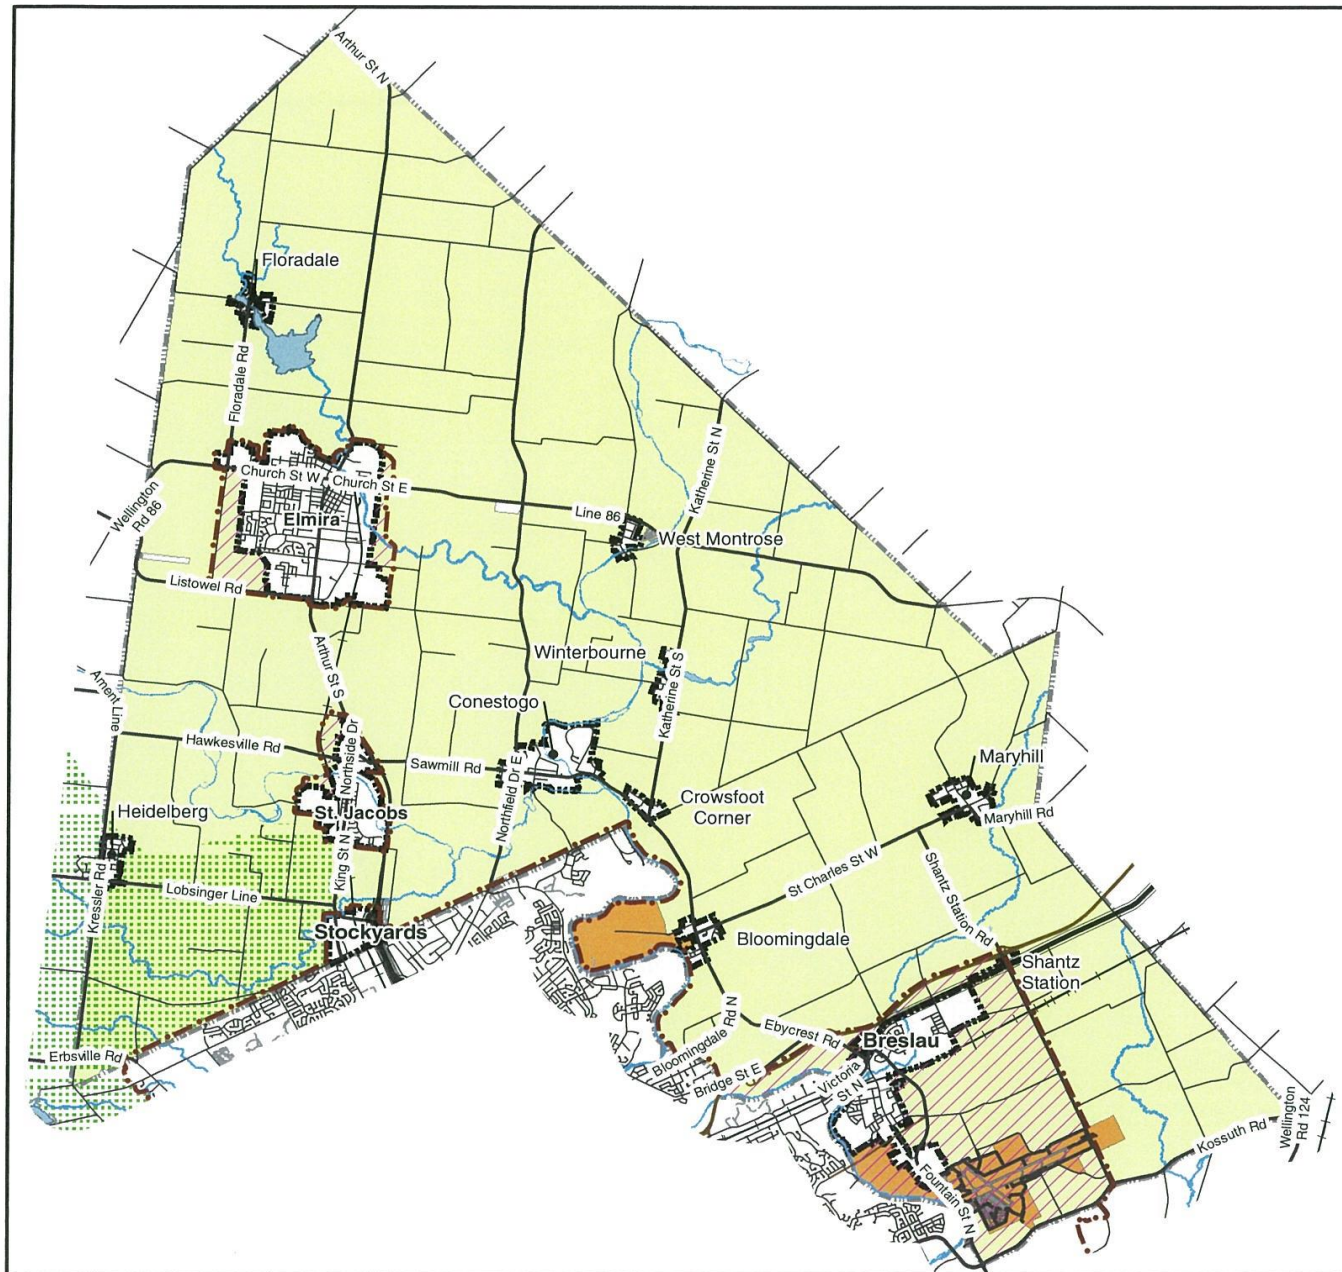 Arthur St N
Floradale
Floradale Rd
Church St W
Church St E
Katherine St N
Wellington
Rd 86
Elmira
Line 86
West Montrose
Listowel Rd
Winterbourne
Arthur St S
Katherine St S
Ament Line
Conestogo
Hawkesville Rd
Northside Dr
Sawmill Rd
Northfield Dr E
Maryhill
Crowsfoot
Corner
Heidelberg
St. Jacobs
Maryhill Rd
King St N
St Charles St W
Shantz Station Rd
Kressler Rd
Lobsinger Line
Stockyards
Bloomingdale
Shantz
Station
Bloomingdale Rd N
Ebycrest Rd
Breslau
Erbsville Rd
Bridge St E
Victoria
St N
Kossuth Rd
Wellington
Rd 124
Fountain St N